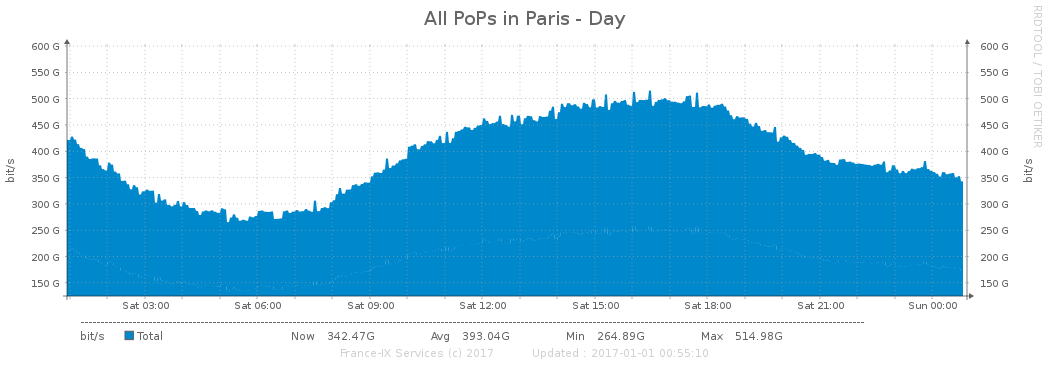 All PoPs in Paris - Day
RRDTOOL / TOBI OETIKER
600 G 600 G
550 G 550 G
500 G 500 G
450 G 450 G
400 G 400 G
350 G 350 G
300 G 300 G
250 G 250 G
200 G 200 G
150 G 150 G
bit/s
bit/s
Sat 03:00 Sat 06:00 Sat 09:00 Sat 12:00 Sat 15:00 Sat 18:00 Sat 21:00 Sun 00:00
bit/s Total Now 342.47G Avg 393.04G Min 264.89G Max 514.98G
France-IX Services (c) 2017 Updated : 2017-01-01 00:55:10